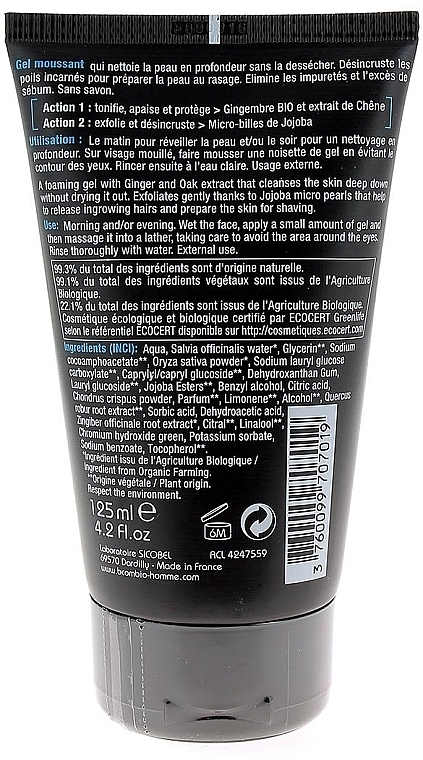 Gel moussant qui nettoie la peau en profondeur sans la dessécher. Désincruste les
poils incarnés pour préparer la peau au rasage. Elimine les impuretés et l'excès de
sébum. Sans savon.
Action 1 : tonifie, apaise et protège > Gingembre BIO et extrait de Chêne
Action 2 : exfolie et désincruste > Micro-billes de Jojoba
Utilisation : Le matin pour réveiller la peau et/ou le soir pour un nettoyage en
profondeur. Sur visage mouillé, faire mousser une noisette de gel en évitant le
contour des yeux. Rincer ensuite à l'eau claire. Usage externe.
A foaming gel with Ginger and Oak extract that cleanses the skin deep down
without drying it out. Exfoliates gently thanks to Jojoba micro pearls that help
to release ingrowing hairs and prepare the skin for shaving.
Use: Morning and/or evening. Wet the face, apply a small amount of gel and
then massage it into a lather, taking care to avoid the area around the eyes.
Rinse thoroughly with water. External use.
99.3% du total des ingrédients sont d'origine naturelle.
99.1% du total des ingrédients végétaux sont issus de l'Agriculture
Biologique.
22.1% du total des ingrédients sont issus de l'Agriculture Biologique.
Cosmétique écologique et biologique certifié par ECOCERT Greenlife
selon le référentiel ECOCERT disponible sur http://cosmetiques.ecocert.com
Ingredients (INCI): Aqua, Salvia officinalis water*, Glycerin**, Sodium
cocoamphoacetate**, Oryza sativa powder*, Sodium lauryl glucose
carboxylate**, Caprylyl/capryl glucoside**, Dehydroxanthan Gum,
Lauryl glucoside**, Jojoba Esters**, Benzyl alcohol, Citric acid,
Chondrus crispus powder, Parfum**, Limonene**, Alcohol**, Quercus
robur root extract**, Sorbic acid, Dehydroacetic acid,
Zingiber officinale root extract*, Citral**, Linalool**,
Chromium hydroxide green, Potassium sorbate,
Sodium benzoate, Tocopherol**.
*Ingrédient issu de l'Agriculture Biologique /
Ingredient from Organic Farming.
**Origine végétale / Plant origin.
Respect the environment.
125 ml e
4.2 fl.oz
6M
Laboratoire SICOBEL
69570 Dardilly - Made in France
www.bcombio-homme.com
ACL 4247559
3 760099 707019